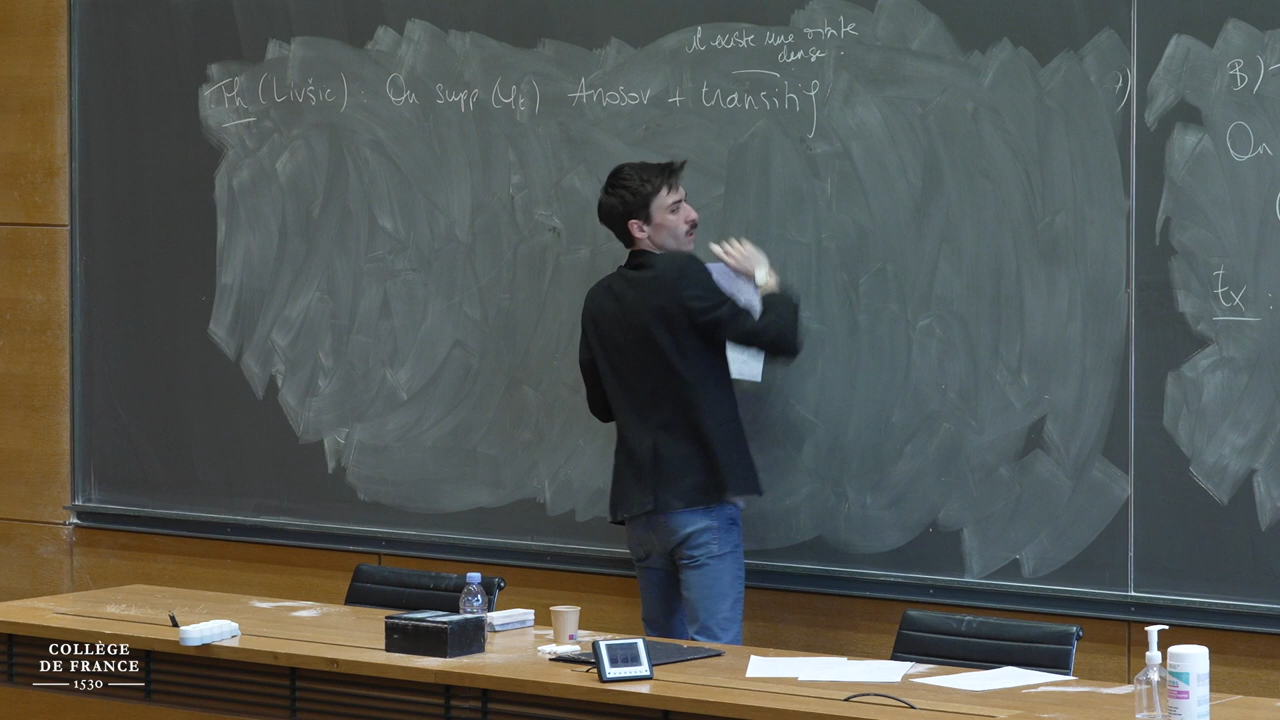 il existe une orbite
dense.
Th (Livšic) : On supp (φt) Anosov + transitif
B)
On
Ex :
COLLÈGE
DE FRANCE
1530